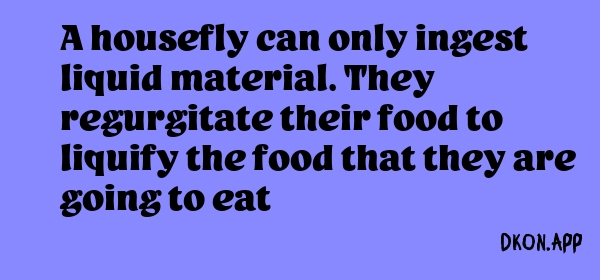 A housefly can only ingest
liquid material. They
regurgitate their food to
liquify the food that they are
going to eat
DKON.APP